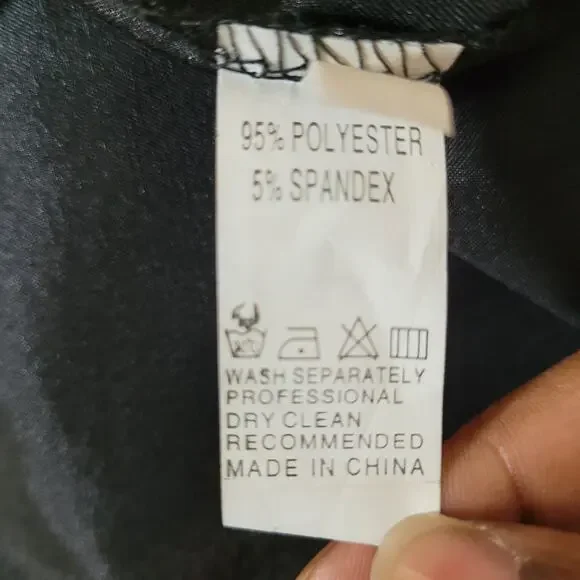 95% POLYESTER
5% SPANDEX
WASH SEPARATELY
PROFESSIONAL
DRY CLEAN
RECOMMENDED
MADE IN CHINA